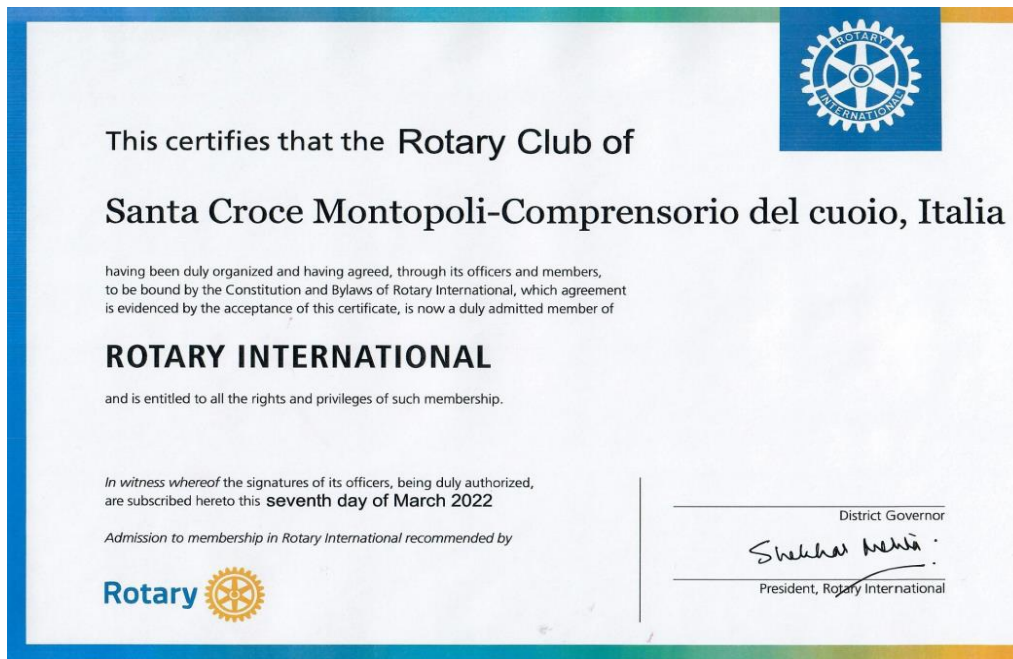 ROTARY
INTERNATIONAL
This certifies that the Rotary Club of
Santa Croce Montopoli-Comprensorio del cuoio, Italia
having been duly organized and having agreed, through its officers and members,
to be bound by the Constitution and Bylaws of Rotary International, which agreement
is evidenced by the acceptance of this certificate, is now a duly admitted member of
ROTARY INTERNATIONAL
and is entitled to all the rights and privileges of such membership.
In witness whereof the signatures of its officers, being duly authorized,
are subscribed hereto this seventh day of March 2022
Admission to membership in Rotary International recommended by
Rotary
District Governor
Shekhar Mehta
President, Rotary International